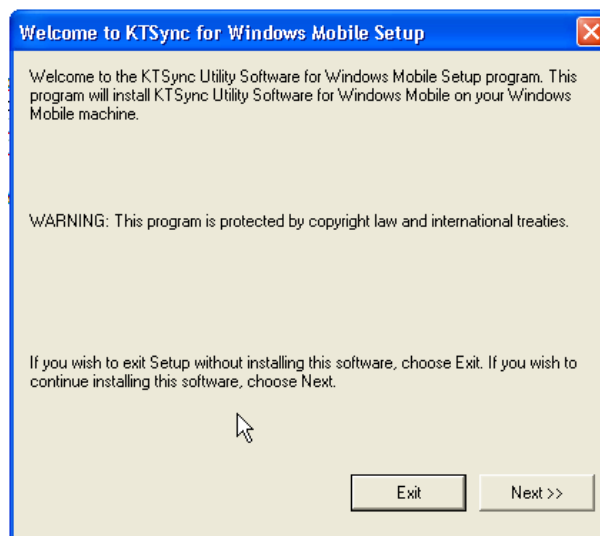 Welcome to KTSync for Windows Mobile Setup
Welcome to the KTSync Utility Software for Windows Mobile Setup program. This
program will install KTSync Utility Software for Windows Mobile on your Windows
Mobile machine.
WARNING: This program is protected by copyright law and international treaties.
If you wish to exit Setup without installing this software, choose Exit. If you wish to
continue installing this software, choose Next.
Exit
Next >>